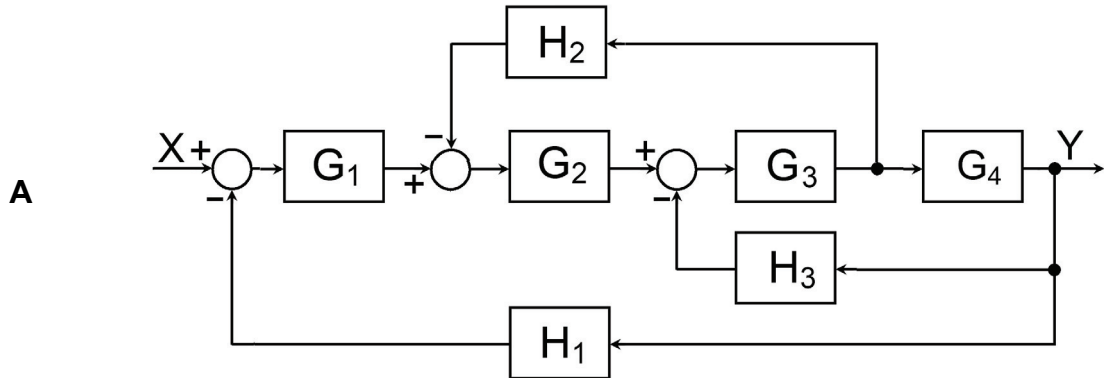 H₂
X + − G₁ + − G₂ + − G₃ G₄ Y
A
H₃
H₁